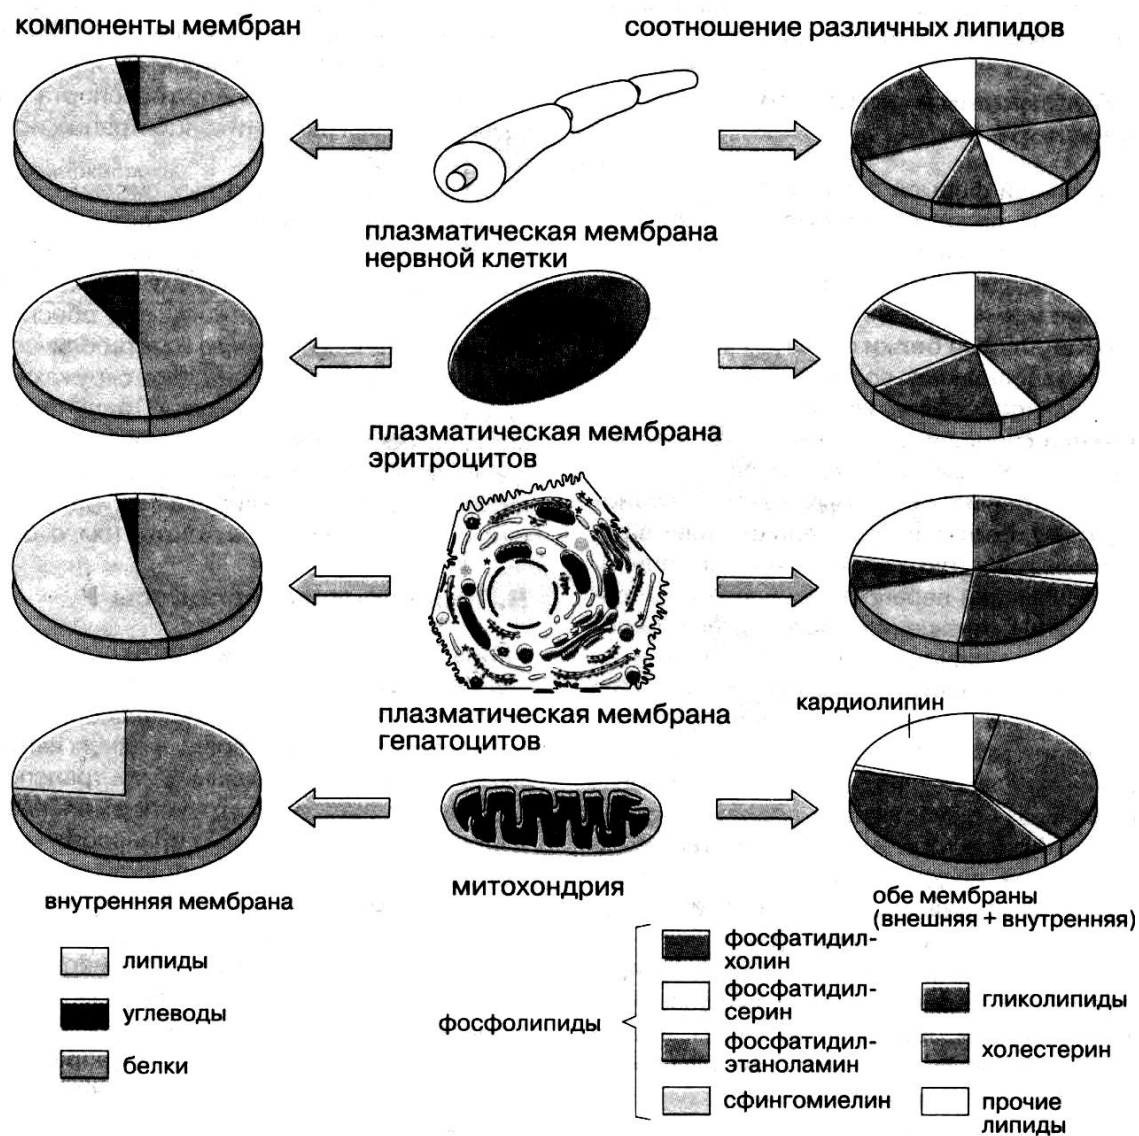 компоненты мембран
соотношение различных липидов
плазматическая мембрана
нервной клетки
плазматическая мембрана
эритроцитов
плазматическая мембрана
гепатоцитов
кардиолипин
митохондрия
внутренняя мембрана
обе мембраны
(внешняя + внутренняя)
липиды
углеводы
белки
фосфолипиды
фосфатидил-
холин
фосфатидил-
серин
фосфатидил-
этаноламин
сфингомиелин
гликолипиды
холестерин
прочие
липиды